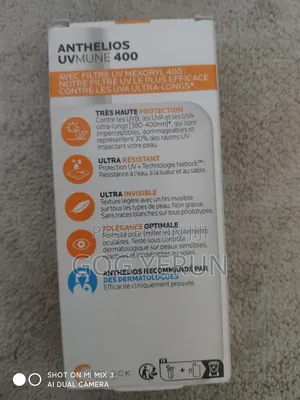 ANTHELIOS
UVMUNE 400
AVEC FILTRE UV MEXORYL 400 :
NOTRE FILTRE UV LE PLUS EFFICACE
CONTRE LES UVA ULTRA-LONGS*.
TRÈS HAUTE PROTECTION
Contre les UVB, les UVA et les UVA
ultra-longs (380-400nm)*, qui sont
imperceptibles, dommageables et
représentent 30% des rayons UV
impactant votre peau.
ULTRA RÉSISTANT
Protection UV + Technologie Netlock™.
Résistance à l'eau, à la sueur et au sable.
ULTRA INVISIBLE
Texture légère avec un fini invisible
sur tous les types de peau. Non grasse.
Sans traces blanches sur tous phototypes.
TOLÉRANCE OPTIMALE
Formule pour limiter les
oculaires. Testé sous contrôle
dermatologique sur peaux sensibles,
ANTHELIOS RECOMMANDÉ PAR
DES DERMATOLOGUES
Efficacité cliniquement prouvée.
GOG YERUN
SHOT ON MI MIX 3
AI DUAL CAMERA